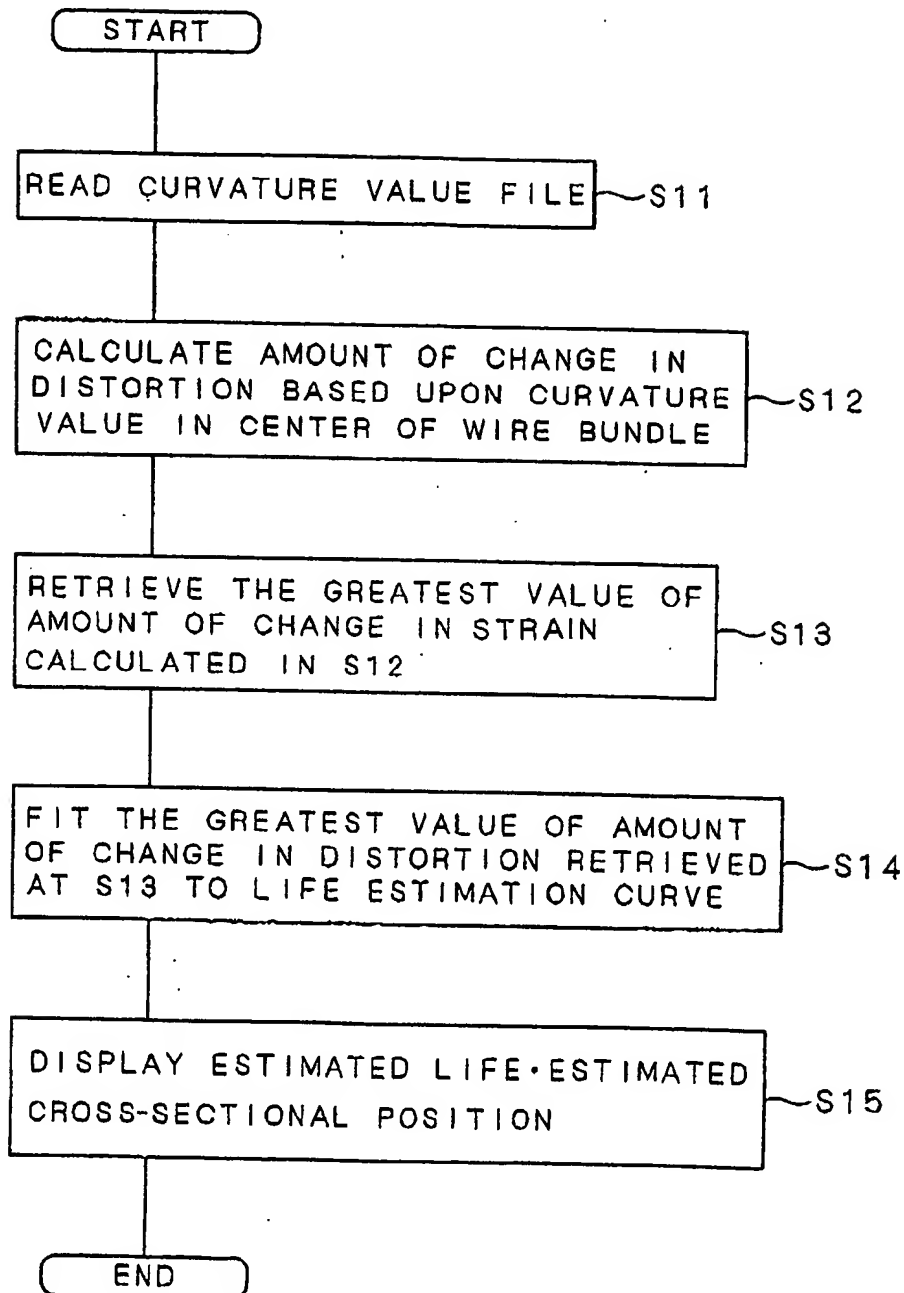 START
READ CURVATURE VALUE FILE
S11
CALCULATE AMOUNT OF CHANGE IN
DISTORTION BASED UPON CURVATURE
VALUE IN CENTER OF WIRE BUNDLE
S12
RETRIEVE THE GREATEST VALUE OF
AMOUNT OF CHANGE IN STRAIN
CALCULATED IN S12
S13
FIT THE GREATEST VALUE OF AMOUNT
OF CHANGE IN DISTORTION RETRIEVED
AT S13 TO LIFE ESTIMATION CURVE
S14
DISPLAY ESTIMATED LIFE・ESTIMATED
CROSS-SECTIONAL POSITION
S15
END